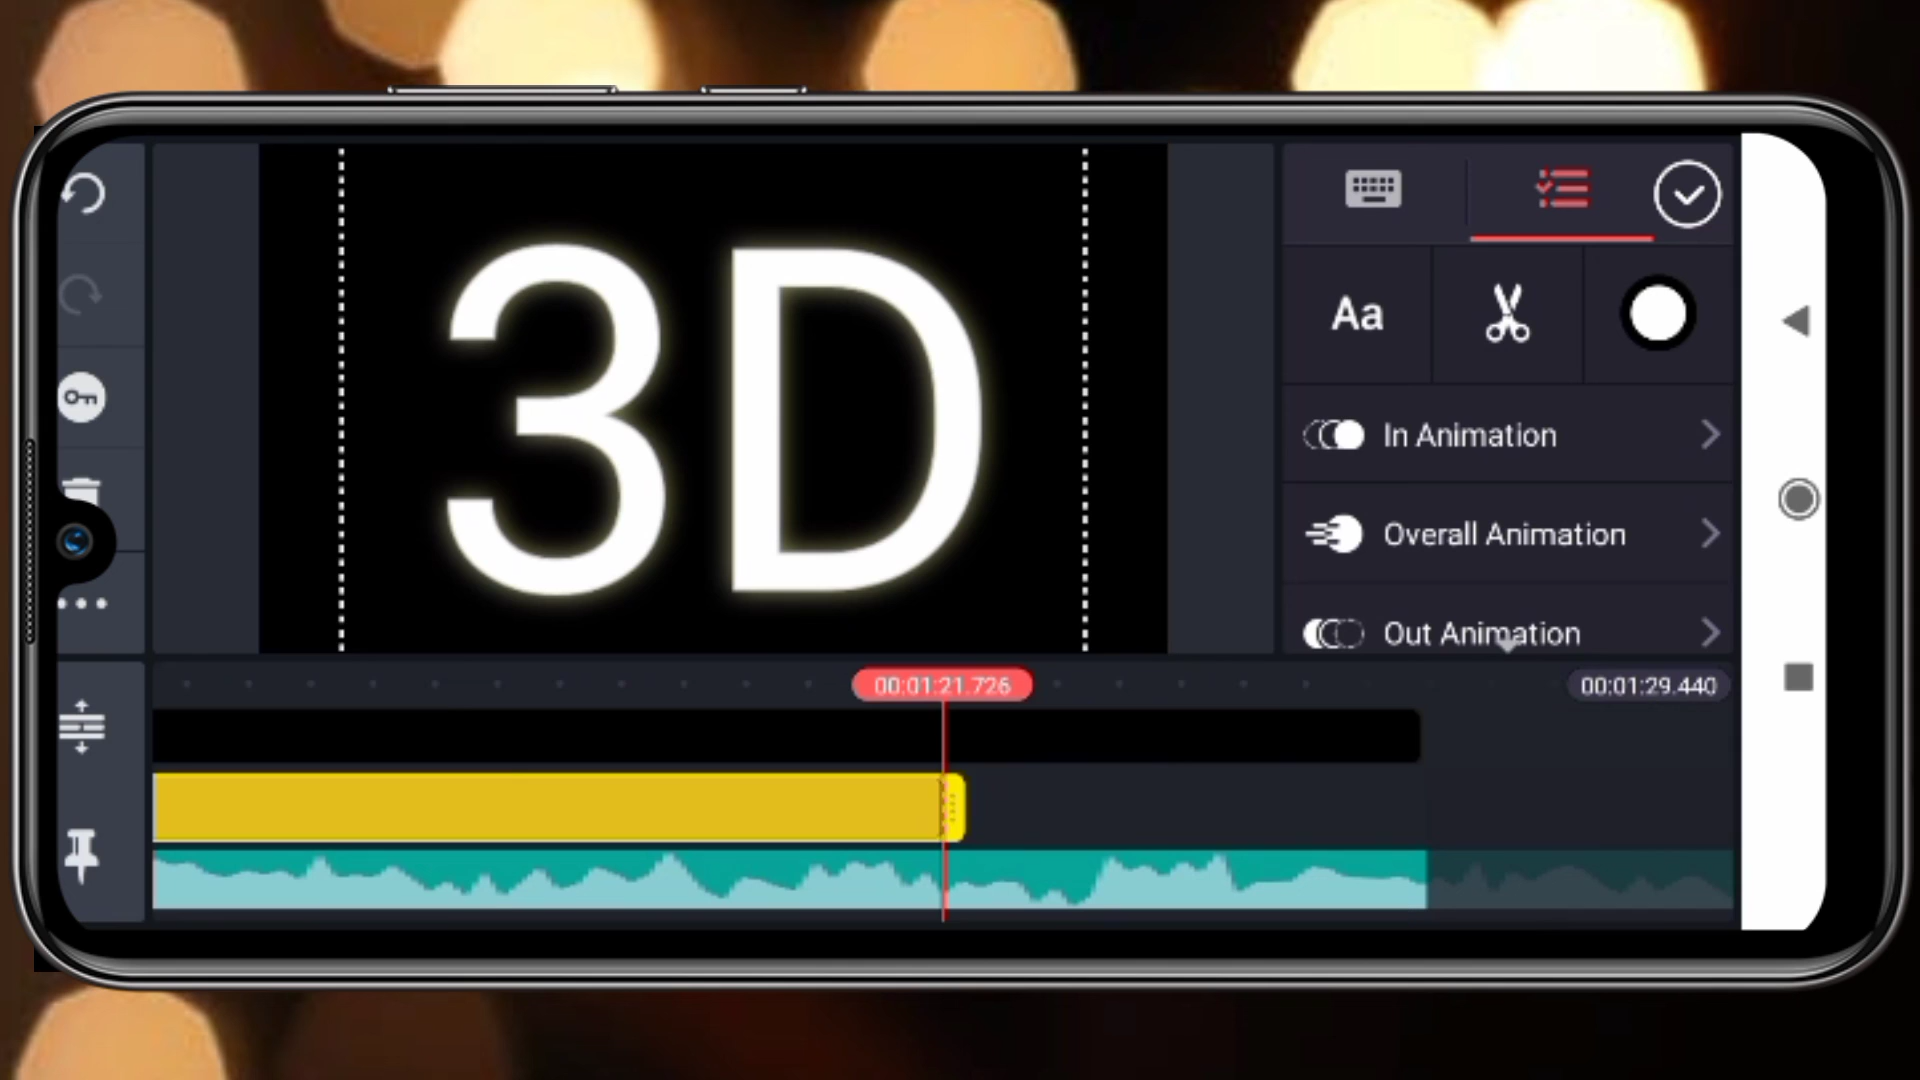 3D
Aa
In Animation
Overall Animation
Out Animation
00:01:21.726
00:01:29.440